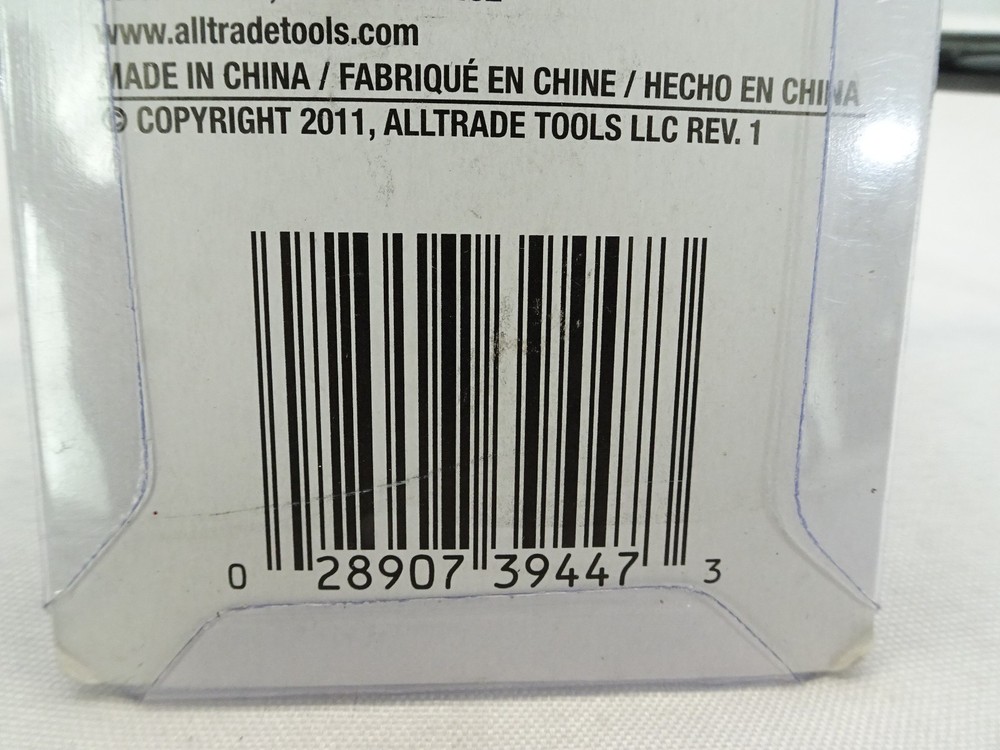 www.alltradetools.com
MADE IN CHINA / FABRIQUÉ EN CHINE / HECHO EN CHINA
© COPYRIGHT 2011, ALLTRADE TOOLS LLC REV. 1
0 28907 39447 3